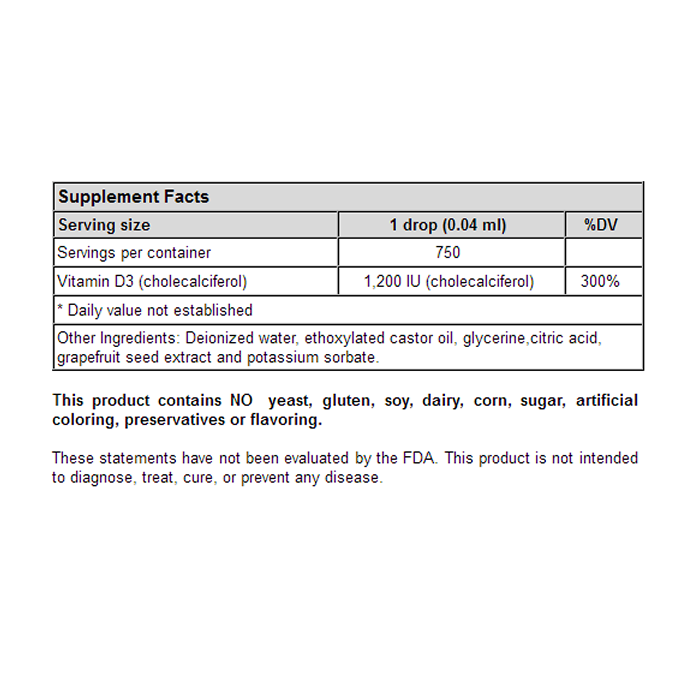 Supplement Facts
Serving size 1 drop (0.04 ml) %DV
Servings per container 750
Vitamin D3 (cholecalciferol) 1,200 IU (cholecalciferol) 300%
* Daily value not established
Other Ingredients: Deionized water, ethoxylated castor oil, glycerine,citric acid,
grapefruit seed extract and potassium sorbate.
This product contains NO yeast, gluten, soy, dairy, corn, sugar, artificial
coloring, preservatives or flavoring.
These statements have not been evaluated by the FDA. This product is not intended
to diagnose, treat, cure, or prevent any disease.